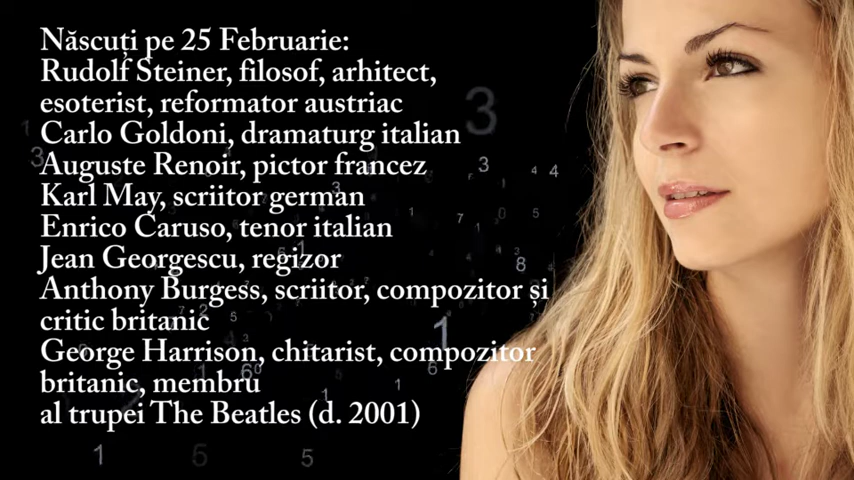 Născuți pe 25 Februarie:
Rudolf Steiner, filosof, arhitect,
esoterist, reformator austriac
Carlo Goldoni, dramaturg italian
Auguste Renoir, pictor francez
Karl May, scriitor german
Enrico Caruso, tenor italian
Jean Georgescu, regizor
Anthony Burgess, scriitor, compozitor și
critic britanic
George Harrison, chitarist, compozitor
britanic, membru
al trupei The Beatles (d. 2001)